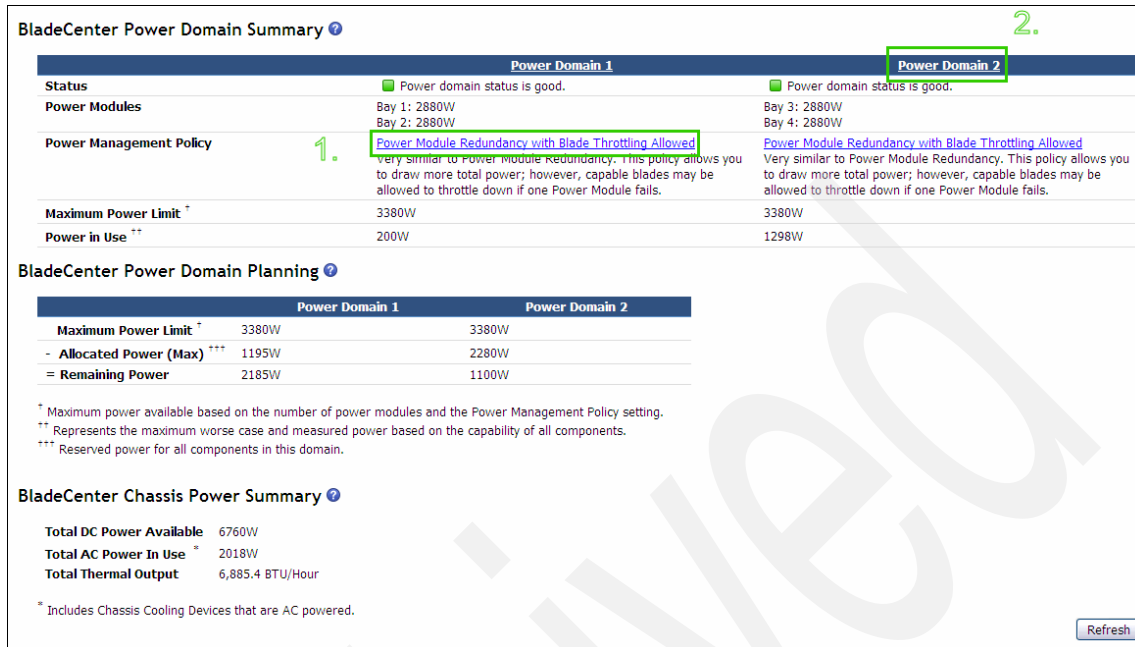 2.
BladeCenter Power Domain Summary ?
Power Domain 1 Power Domain 2
Status Power domain status is good. Power domain status is good.
Power Modules Bay 1: 2880W Bay 3: 2880W
Bay 2: 2880W Bay 4: 2880W
1. Power Management Policy Power Module Redundancy with Blade Throttling Allowed Power Module Redundancy with Blade Throttling Allowed
Very similar to Power Module Redundancy. This policy allows you Very similar to Power Module Redundancy. This policy allows you
to draw more total power; however, capable blades may be to draw more total power; however, capable blades may be
allowed to throttle down if one Power Module fails. allowed to throttle down if one Power Module fails.
Maximum Power Limit † 3380W 3380W
Power in Use †† 200W 1298W
BladeCenter Power Domain Planning ?
Power Domain 1 Power Domain 2
Maximum Power Limit † 3380W 3380W
- Allocated Power (Max) ††† 1195W 2280W
= Remaining Power 2185W 1100W
† Maximum power available based on the number of power modules and the Power Management Policy setting.
†† Represents the maximum worse case and measured power based on the capability of all components.
††† Reserved power for all components in this domain.
BladeCenter Chassis Power Summary ?
Total DC Power Available 6760W
Total AC Power In Use * 2018W
Total Thermal Output 6,885.4 BTU/Hour
* Includes Chassis Cooling Devices that are AC powered.
Refresh